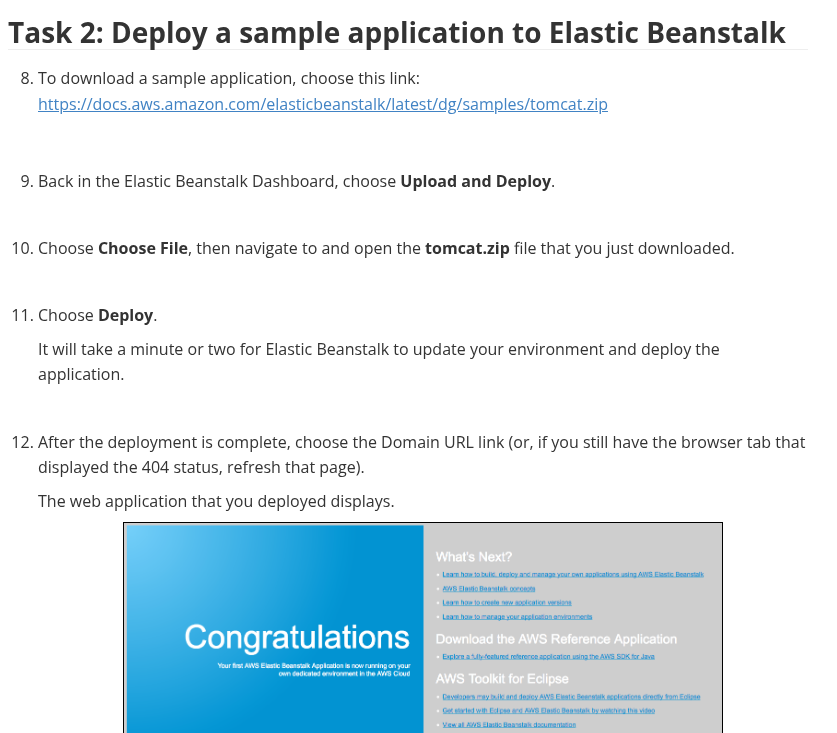 Task 2: Deploy a sample application to Elastic Beanstalk
8. To download a sample application, choose this link:
https://docs.aws.amazon.com/elasticbeanstalk/latest/dg/samples/tomcat.zip
9. Back in the Elastic Beanstalk Dashboard, choose Upload and Deploy.
10. Choose Choose File, then navigate to and open the tomcat.zip file that you just downloaded.
11. Choose Deploy.
It will take a minute or two for Elastic Beanstalk to update your environment and deploy the
application.
12. After the deployment is complete, choose the Domain URL link (or, if you still have the browser tab that
displayed the 404 status, refresh that page).
The web application that you deployed displays.
Congratulations
Your first AWS Elastic Beanstalk Application is now running on your
own dedicated environment in the AWS Cloud
What's Next?
Learn how to build, deploy and manage your own applications using AWS Elastic Beanstalk
AWS Elastic Beanstalk concepts
Learn how to create new application versions
Learn how to manage your application environments
Download the AWS Reference Application
Explore a fully-featured reference application using the AWS SDK for Java
AWS Toolkit for Eclipse
Developers may build and deploy AWS Elastic Beanstalk applications directly from Eclipse
Get started with Eclipse and AWS Elastic Beanstalk by watching this video
View all AWS Elastic Beanstalk documentation